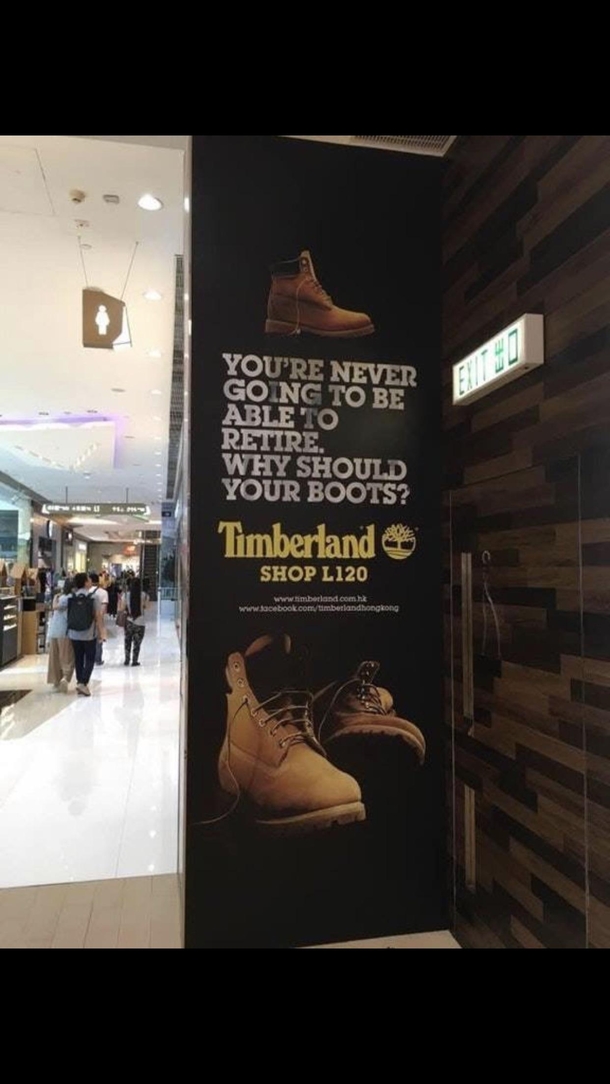 YOU'RE NEVER
GOING TO BE
ABLE TO
RETIRE.
WHY SHOULD
YOUR BOOTS?
Timberland
SHOP L120
www.timberland.com.hk
www.facebook.com/timberlandhongkong
EXIT 出口